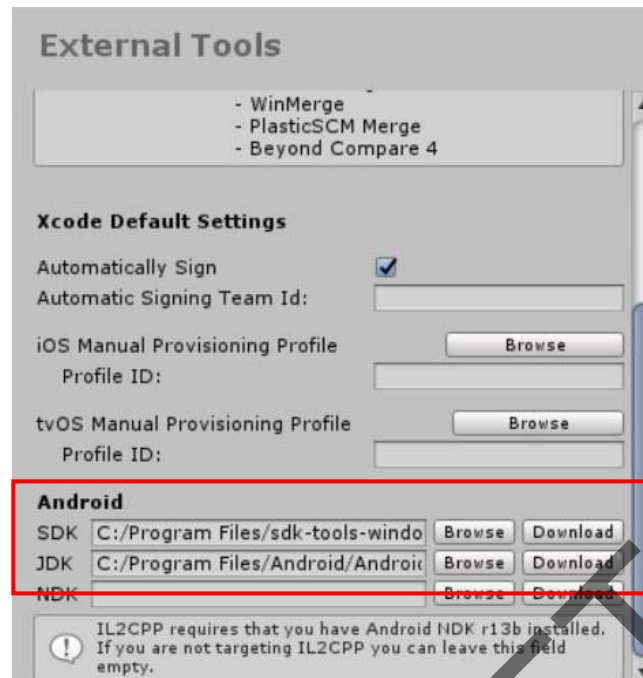 External Tools
- WinMerge
- PlasticSCM Merge
- Beyond Compare 4
Xcode Default Settings
Automatically Sign
Automatic Signing Team Id:
iOS Manual Provisioning Profile Browse
Profile ID:
tvOS Manual Provisioning Profile Browse
Profile ID:
Android
SDK C:/Program Files/sdk-tools-windo Browse Download
JDK C:/Program Files/Android/Androi Browse Download
NDK Browse Download
IL2CPP requires that you have Android NDK r13b installed.
If you are not targeting IL2CPP you can leave this field
empty.